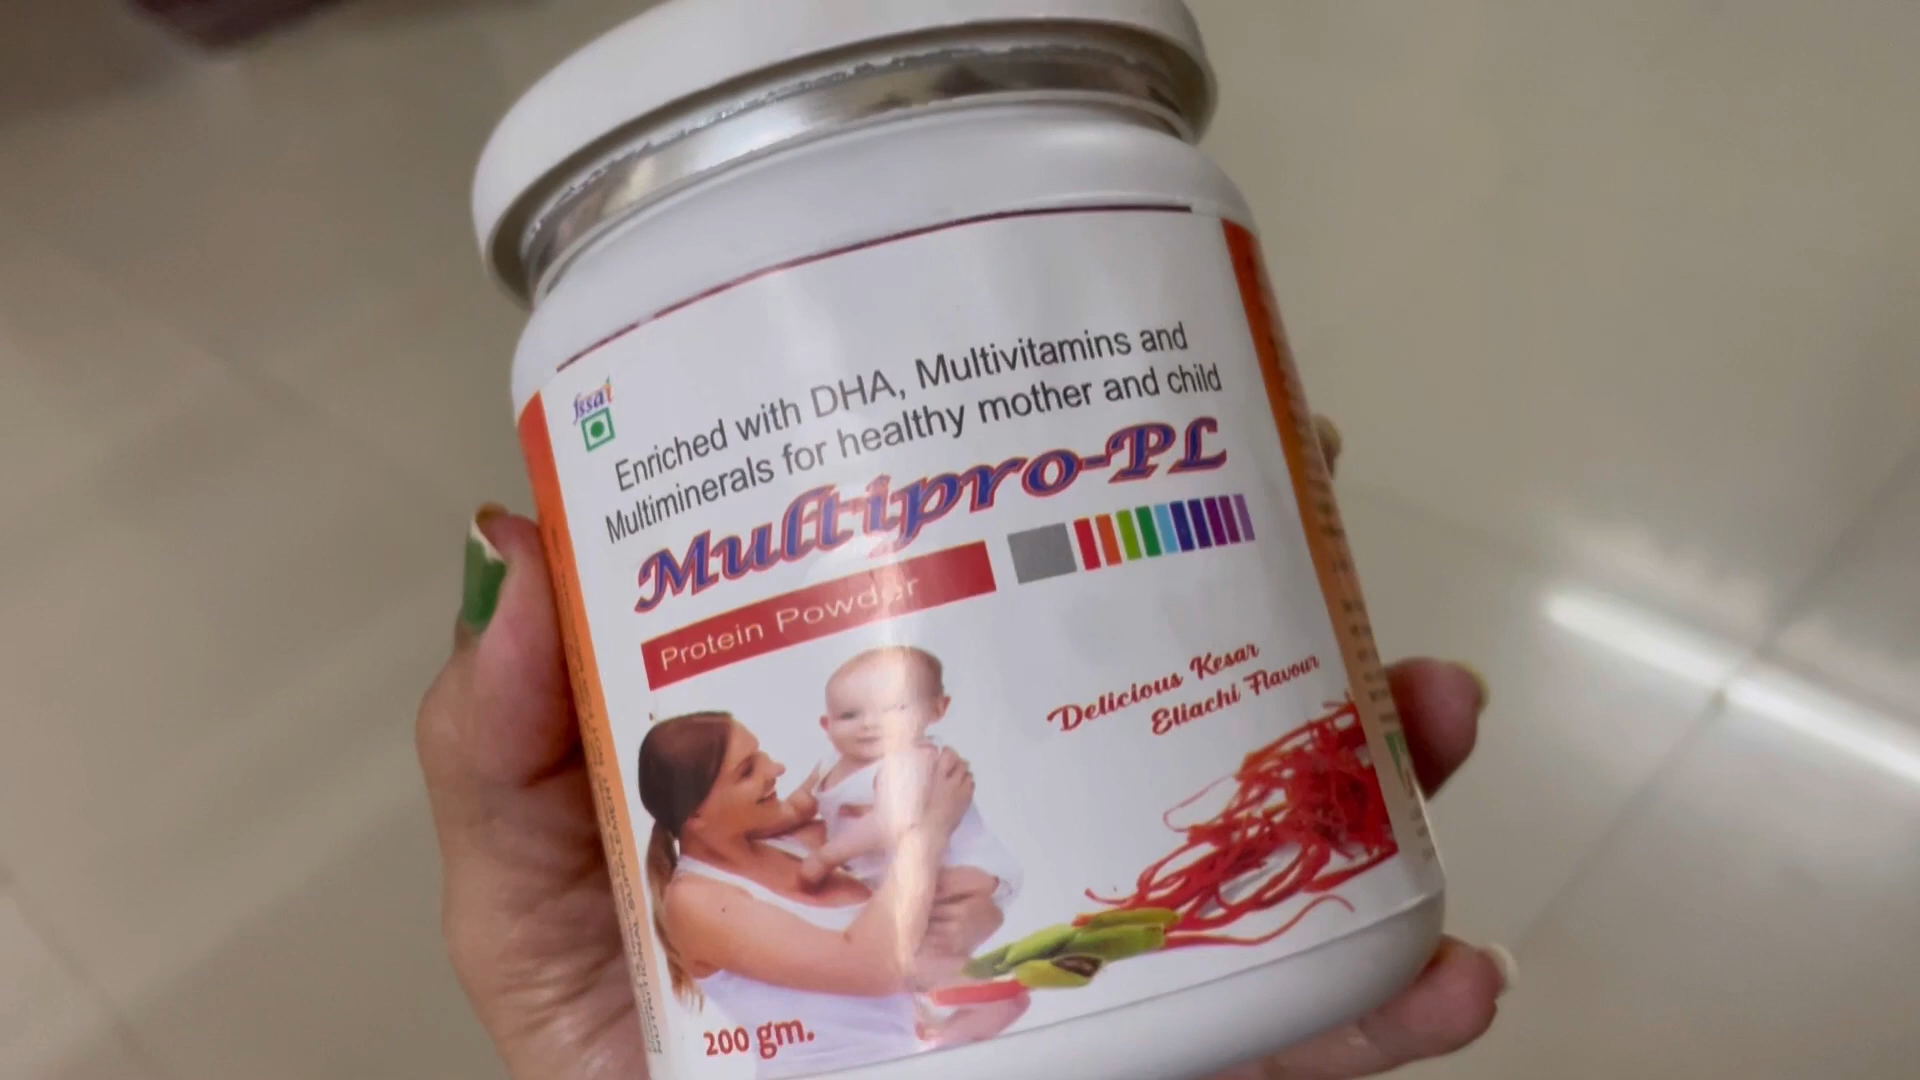 fssai
Enriched with DHA, Multivitamins and
Multiminerals for healthy mother and child
Multipro-PL
Protein Powder
Delicious Kesar
Eliachi Flavour
200 gm.